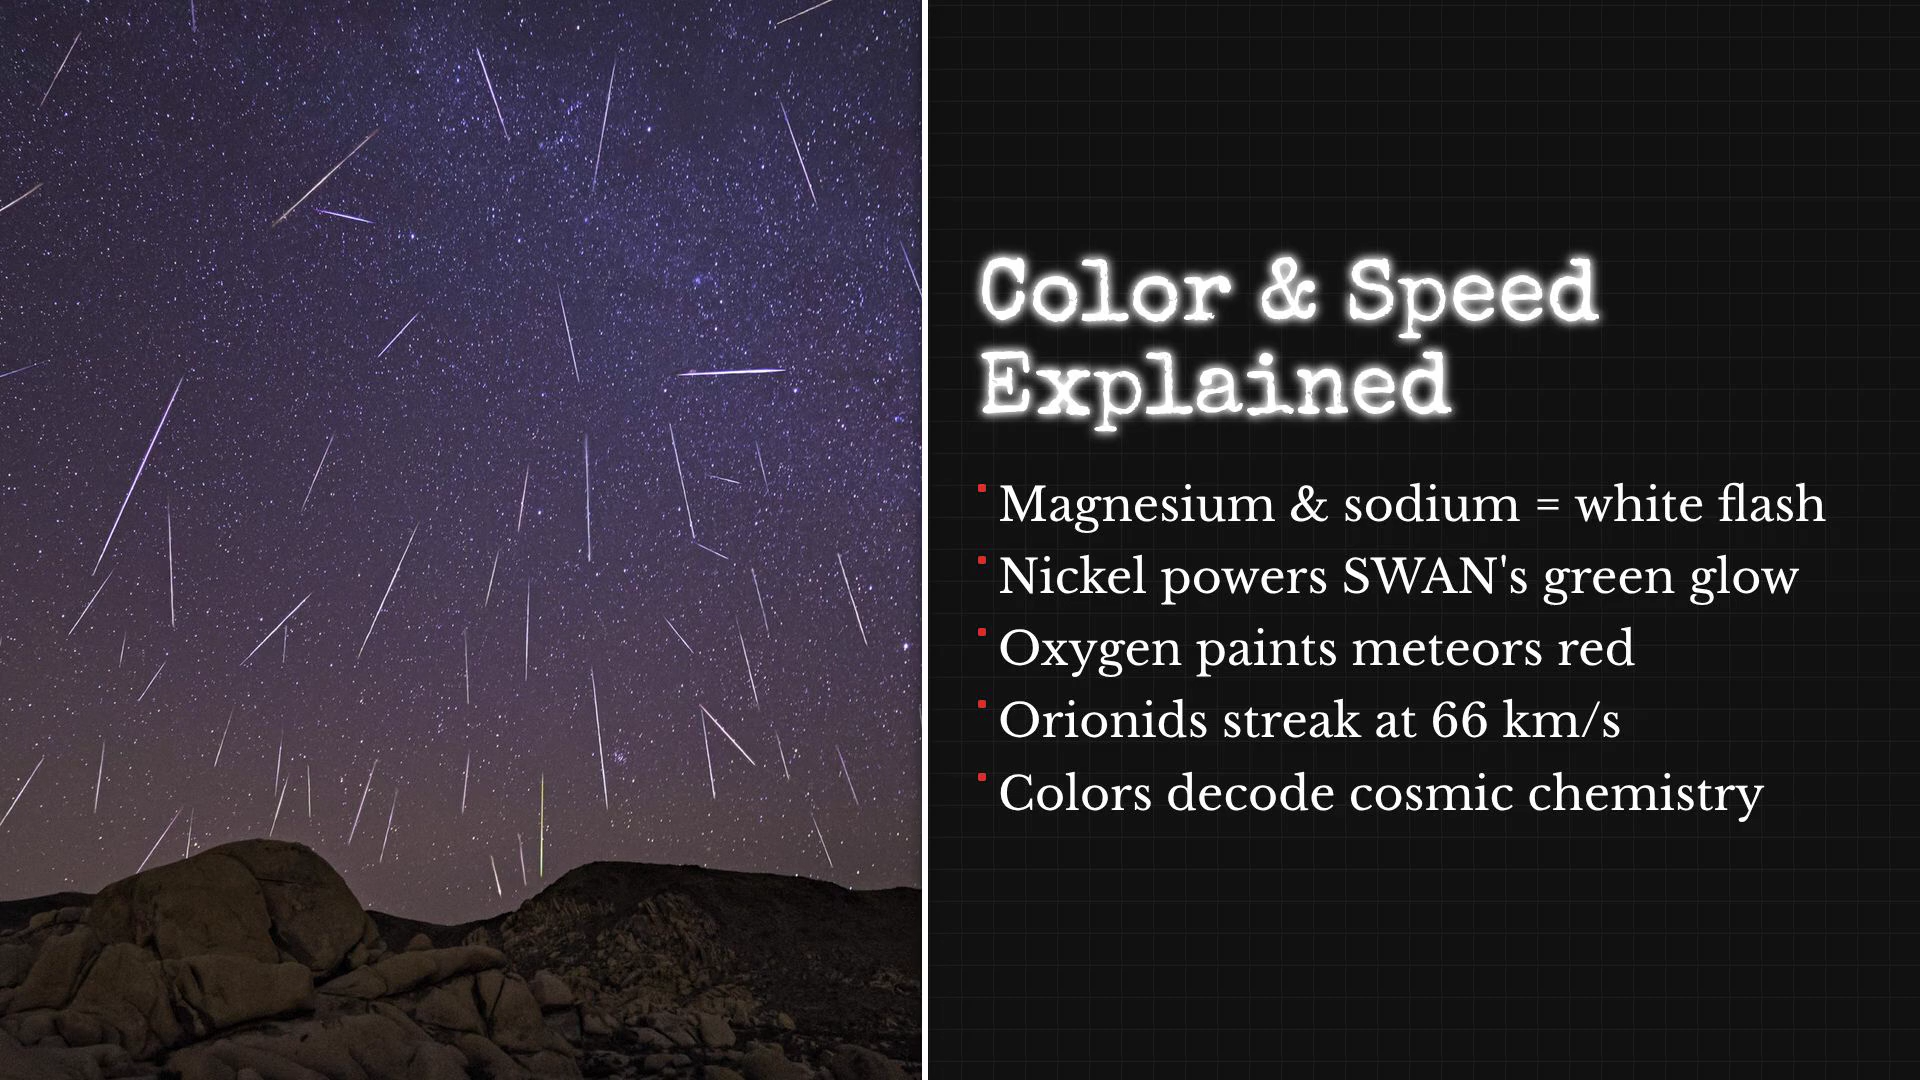 Color & Speed
Explained
Magnesium & sodium = white flash
Nickel powers SWAN's green glow
Oxygen paints meteors red
Orionids streak at 66 km/s
Colors decode cosmic chemistry